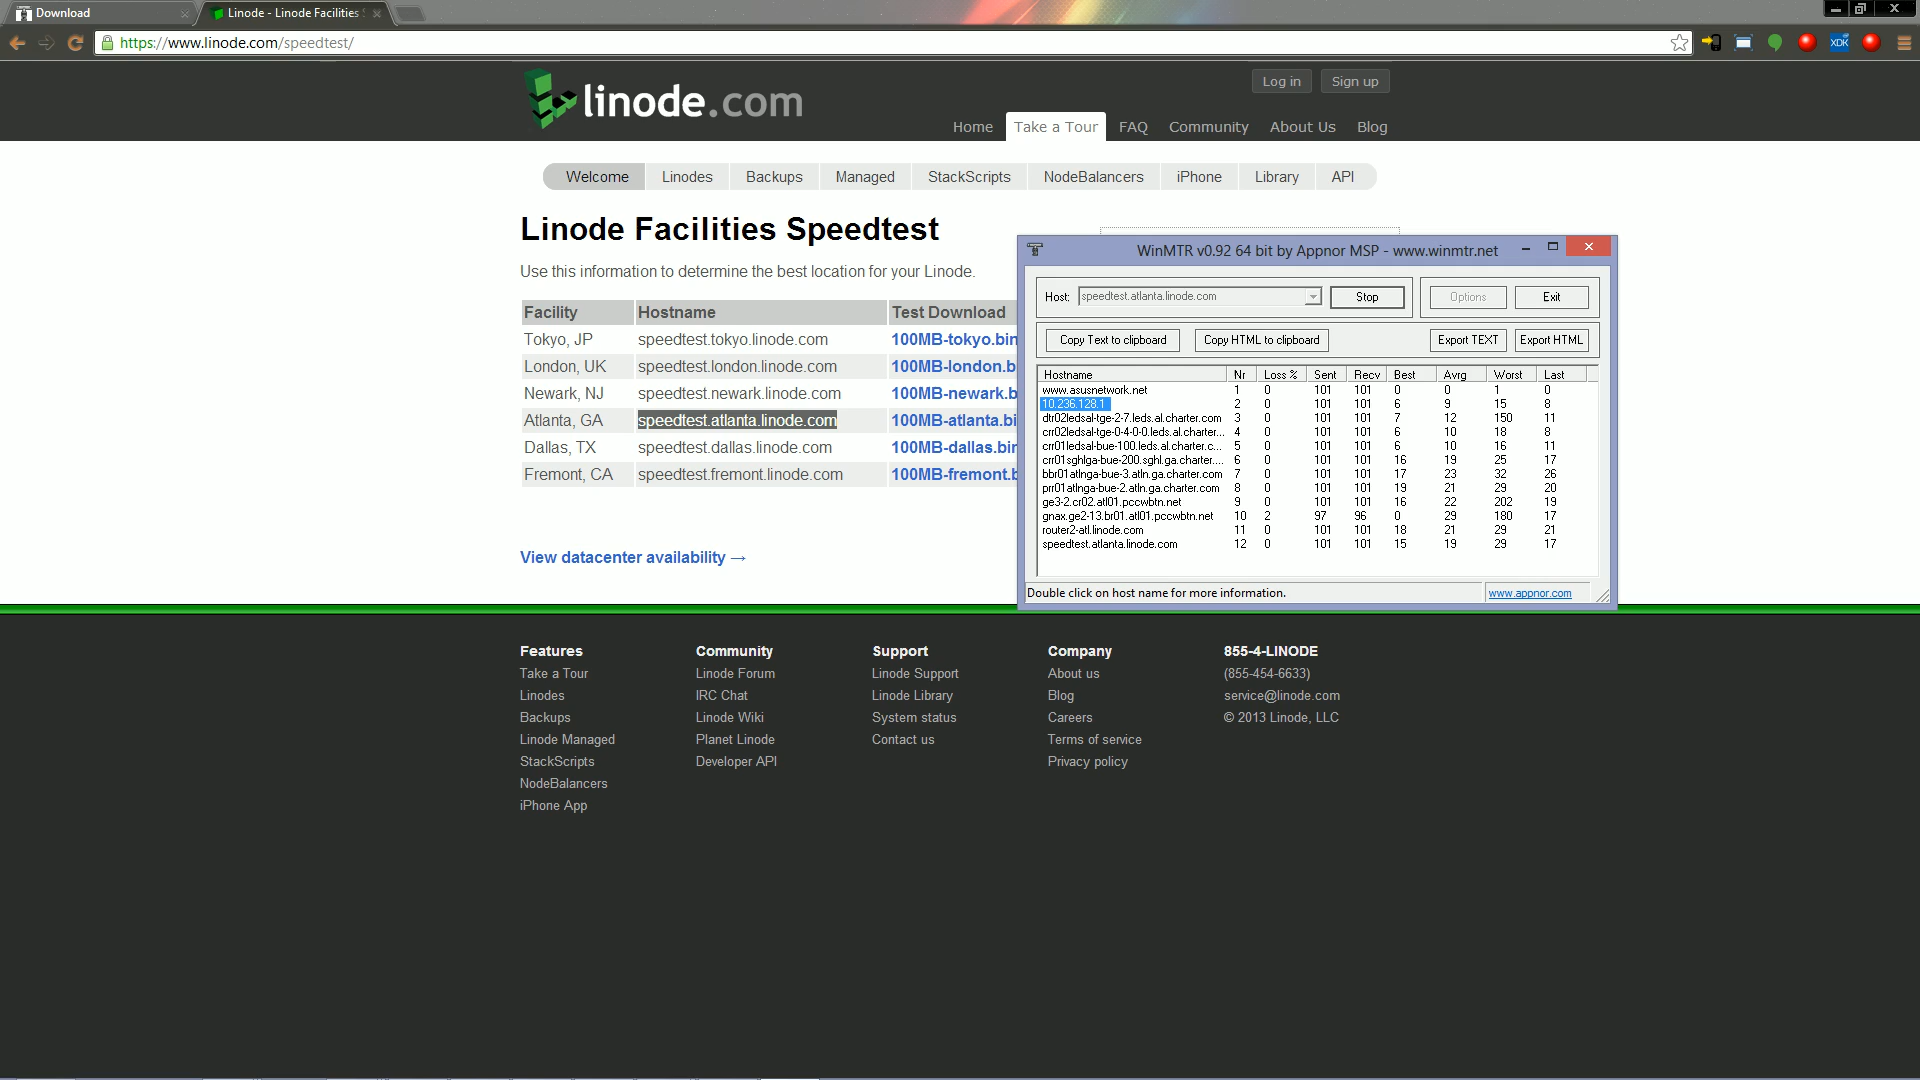 Download
Linode - Linode Facilities S
https://www.linode.com/speedtest/
XDK
linode.com
Log in
Sign up
Home
Take a Tour
FAQ
Community
About Us
Blog
Welcome
Linodes
Backups
Managed
StackScripts
NodeBalancers
iPhone
Library
API
Linode Facilities Speedtest
Use this information to determine the best location for your Linode.
Facility Hostname Test Download
Tokyo, JP speedtest.tokyo.linode.com 100MB-tokyo.bin
London, UK speedtest.london.linode.com 100MB-london.b
Newark, NJ speedtest.newark.linode.com 100MB-newark.b
Atlanta, GA speedtest.atlanta.linode.com 100MB-atlanta.bi
Dallas, TX speedtest.dallas.linode.com 100MB-dallas.bin
Fremont, CA speedtest.fremont.linode.com 100MB-fremont.b
View datacenter availability →
WinMTR v0.92 64 bit by Appnor MSP - www.winmtr.net
Host: speedtest.atlanta.linode.com Stop Options Exit
Copy Text to clipboard Copy HTML to clipboard Export TEXT Export HTML
Hostname Nr Loss % Sent Recv Best Avrg Worst Last
www.asusnetwork.net 1 0 101 101 0 0 1 0
10.236.128.1 2 0 101 101 6 9 15 8
dtr02ledsal-tge-2-7.leds.al.charter.com 3 0 101 101 7 12 150 11
crr02ledsal-tge-0-4-0-0.leds.al.charter... 4 0 101 101 6 10 18 8
crr01ledsal-bue-100.leds.al.charter.c... 5 0 101 101 6 10 16 11
crr01sghlga-bue-200.sghl.ga.charter.... 6 0 101 101 16 19 25 17
bbr01atlnga-bue-3.atln.ga.charter.com 7 0 101 101 17 23 32 26
prr01atlnga-bue-2.atln.ga.charter.com 8 0 101 101 19 21 29 20
ge3-2.cr02.atl01.pccwbtn.net 9 0 101 101 16 22 202 19
gnax.ge2-13.br01.atl01.pccwbtn.net 10 2 97 96 0 29 180 17
router2-atl.linode.com 11 0 101 101 18 21 29 21
speedtest.atlanta.linode.com 12 0 101 101 15 19 29 17
Double click on host name for more information. www.appnor.com
Features
Take a Tour
Linodes
Backups
Linode Managed
StackScripts
NodeBalancers
iPhone App
Community
Linode Forum
IRC Chat
Linode Wiki
Planet Linode
Developer API
Support
Linode Support
Linode Library
System status
Contact us
Company
About us
Blog
Careers
Terms of service
Privacy policy
855-4-LINODE
(855-454-6633)
service@linode.com
© 2013 Linode, LLC